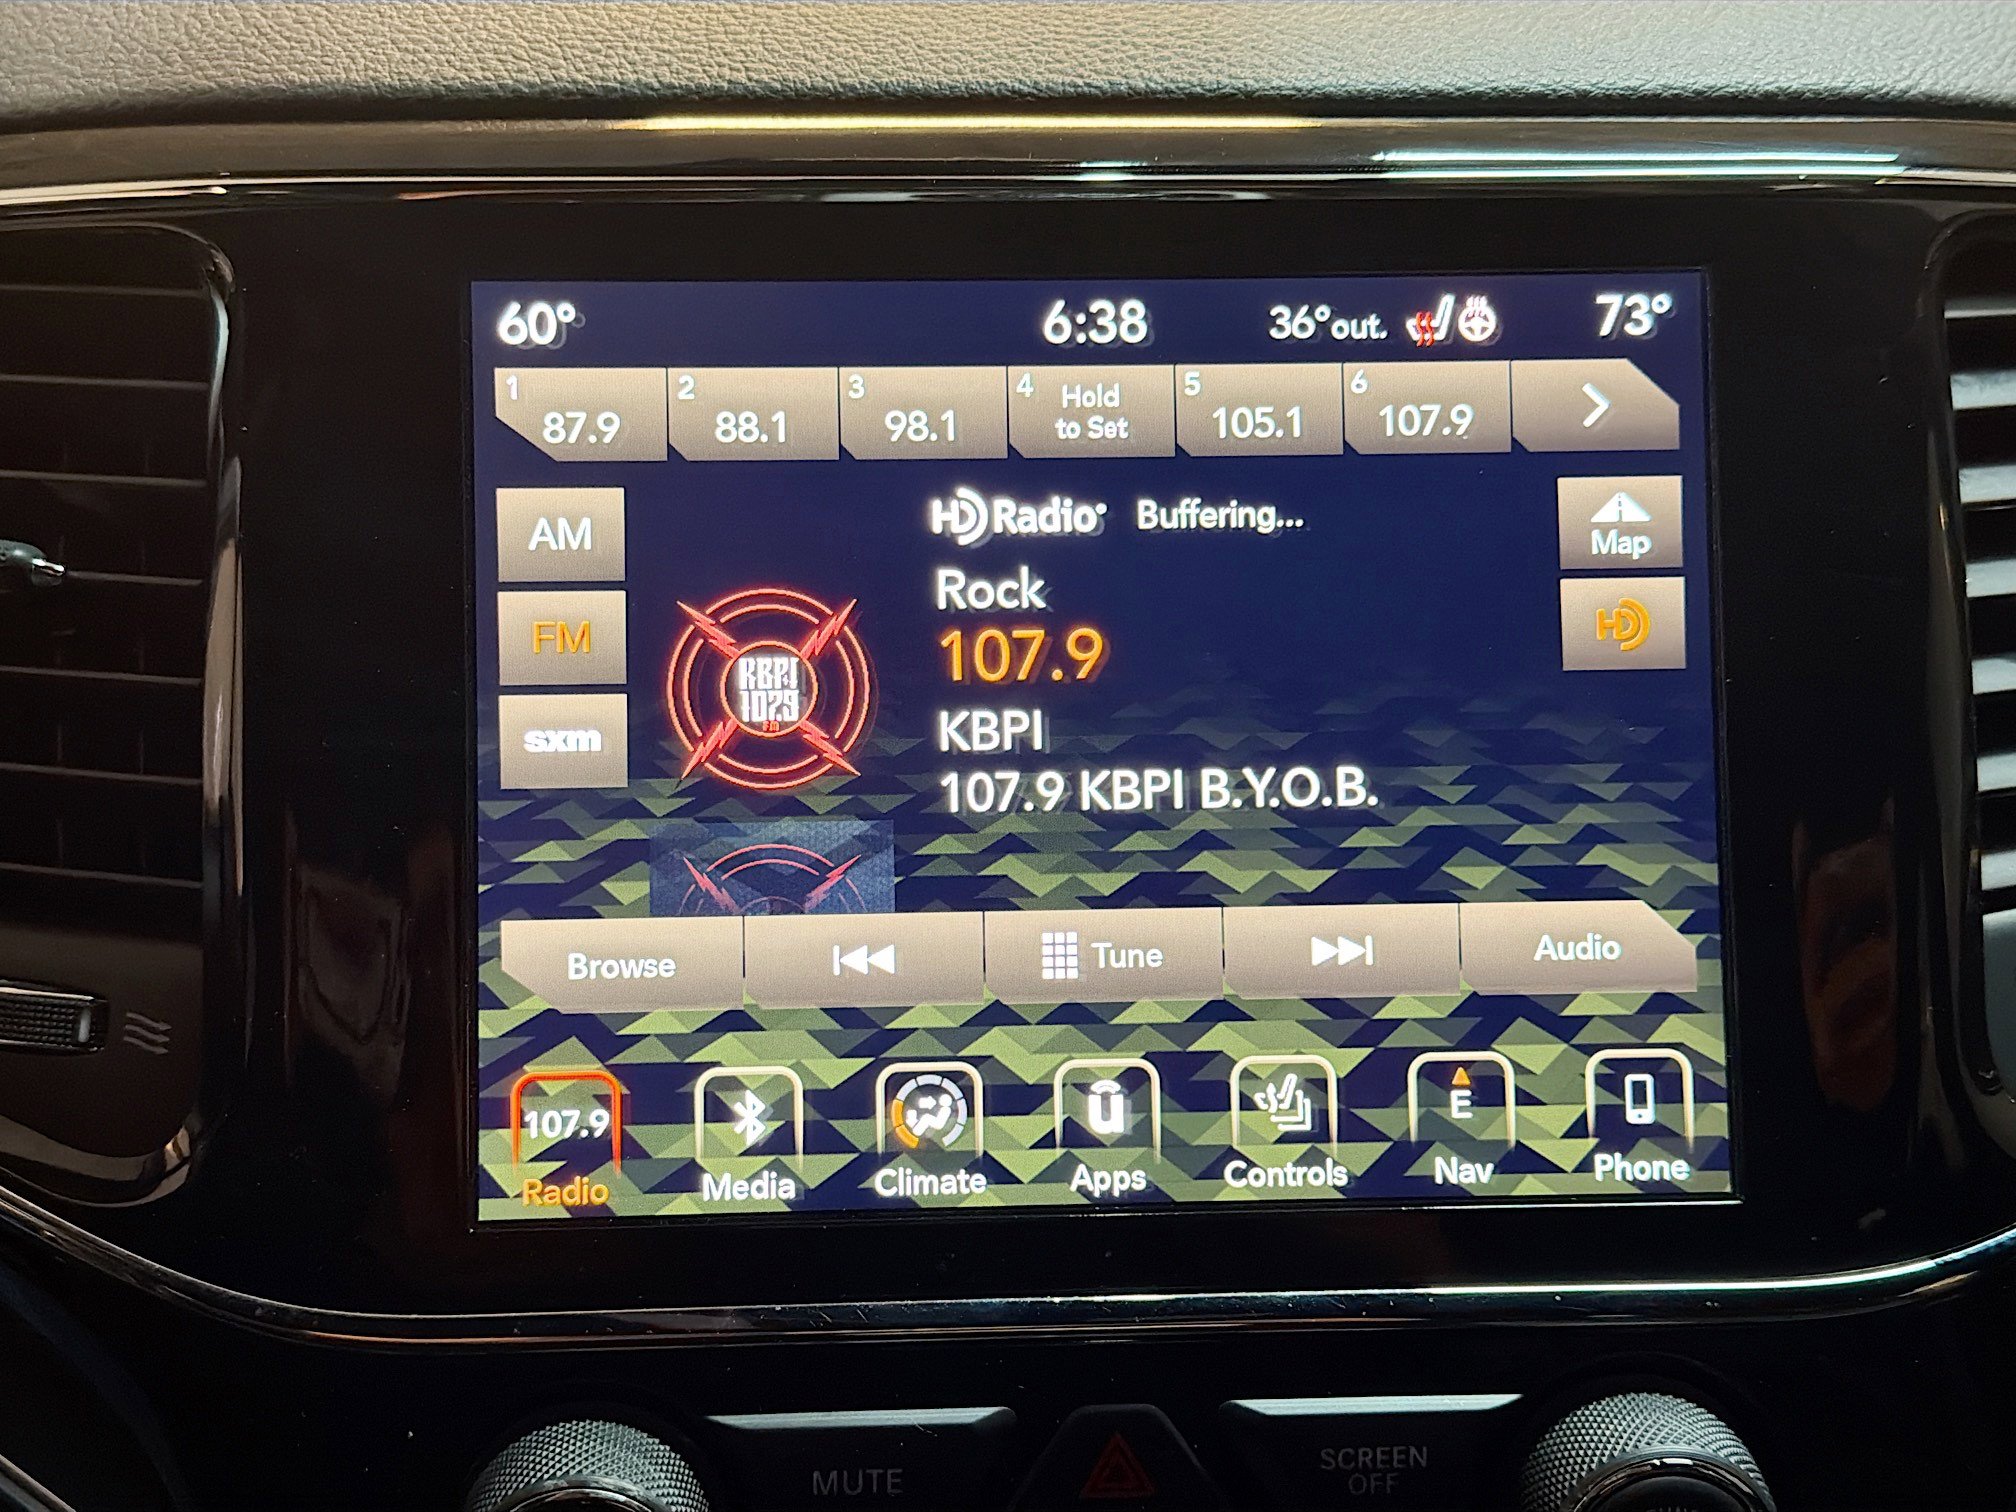 60° 6:38 36°out. 73°
1 87.9
2 88.1
3 98.1
4 Hold to Set
5 105.1
6 107.9
AM
FM
sxm
HD Radio Buffering...
Rock
107.9
KBPI
107.9 KBPI B.Y.O.B.
KBPI
107.9
FM
Map
HD
Browse Tune Audio
107.9 u E
Radio Media Climate Apps Controls Nav Phone
MUTE
SCREEN
OFF